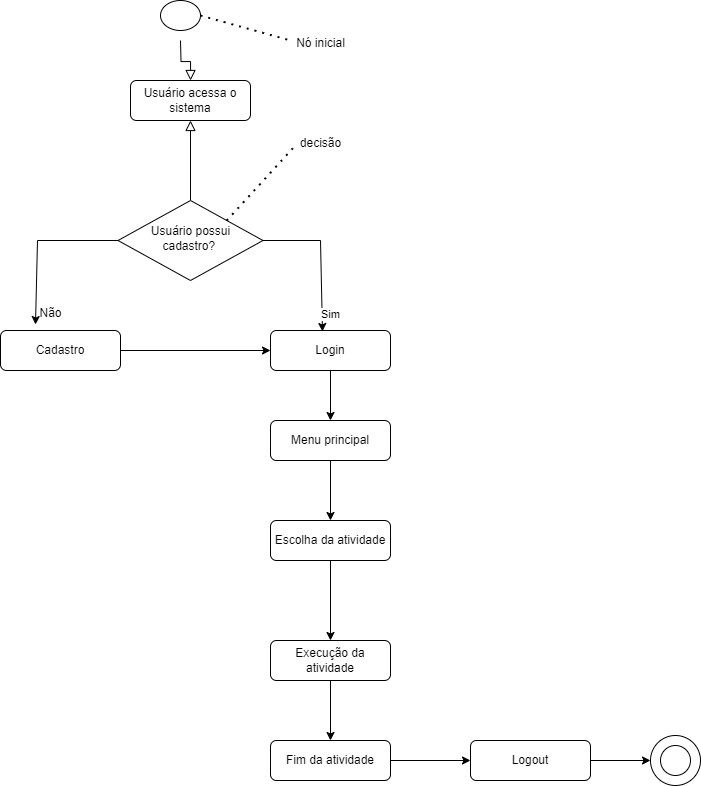 Nó inicial
Usuário acessa o
sistema
decisão
Usuário possui
cadastro?
Não
Sim
Cadastro
Login
Menu principal
Escolha da atividade
Execução da
atividade
Fim da atividade
Logout